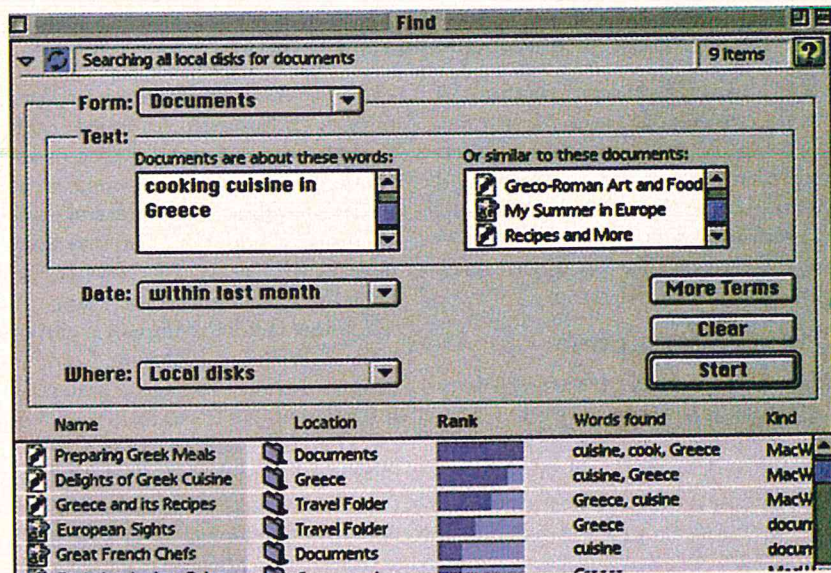 Find
Searching all local disks for documents 9 items ?
Form: Documents
Text:
Documents are about these words: Or similar to these documents:
cooking cuisine in Greece
Greco-Roman Art and Food
My Summer in Europe
Recipes and More
Date: within last month
More Terms
Clear
Where: Local disks
Start
Name Location Rank Words found Kind
Preparing Greek Meals Documents cuisine, cook, Greece MacW
Delights of Greek Cuisine Greece cuisine, Greece MacW
Greece and its Recipes Travel Folder Greece, cuisine MacW
European Sights Travel Folder Greece docum
Great French Chefs Documents cuisine docum